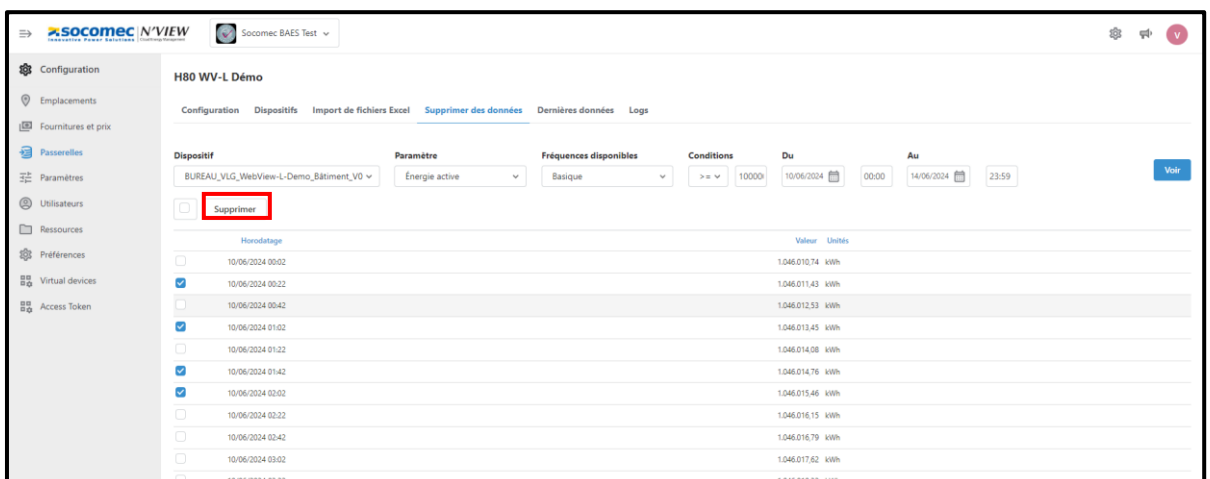 socomec N'VIEW
Innovative Power Solutions
Socomec BAES Test
V
Configuration
Emplacements
Fournitures et prix
Passerelles
Paramètres
Utilisateurs
Ressources
Préférences
Virtual devices
Access Token
H80 WV-L Démo
Configuration Dispositifs Import de fichiers Excel Supprimer des données Dernières données Logs
Dispositif Paramètre Fréquences disponibles Conditions Du Au
BUREAU_VLG_WebView-L-Demo_Bâtiment_V0 Énergie active Basique >= 10000 10/06/2024 00:00 14/06/2024 23:59 Voir
Supprimer
Horodatage Valeur Unités
10/06/2024 00:02 1.046.010,74 kWh
10/06/2024 00:22 1.046.011,43 kWh
10/06/2024 00:42 1.046.012,53 kWh
10/06/2024 01:02 1.046.013,45 kWh
10/06/2024 01:22 1.046.014,08 kWh
10/06/2024 01:42 1.046.014,76 kWh
10/06/2024 02:02 1.046.015,46 kWh
10/06/2024 02:22 1.046.016,15 kWh
10/06/2024 02:42 1.046.016,79 kWh
10/06/2024 03:02 1.046.017,62 kWh